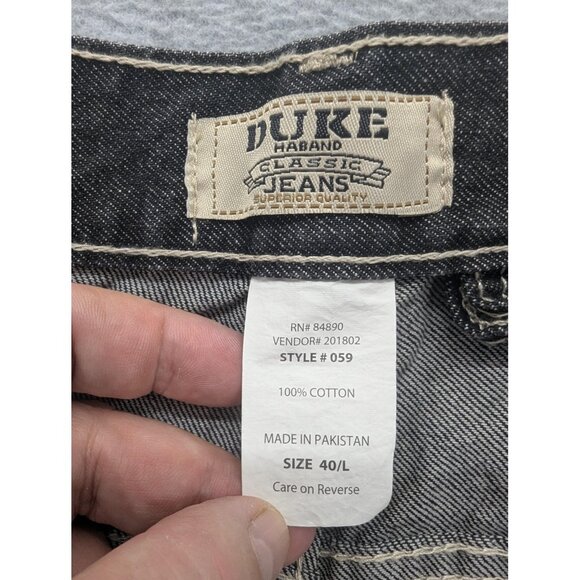 DUKE
HABAND
CLASSIC
JEANS
SUPERIOR QUALITY
RN# 84890
VENDOR# 201802
STYLE # 059
100% COTTON
MADE IN PAKISTAN
SIZE 40/L
Care on Reverse